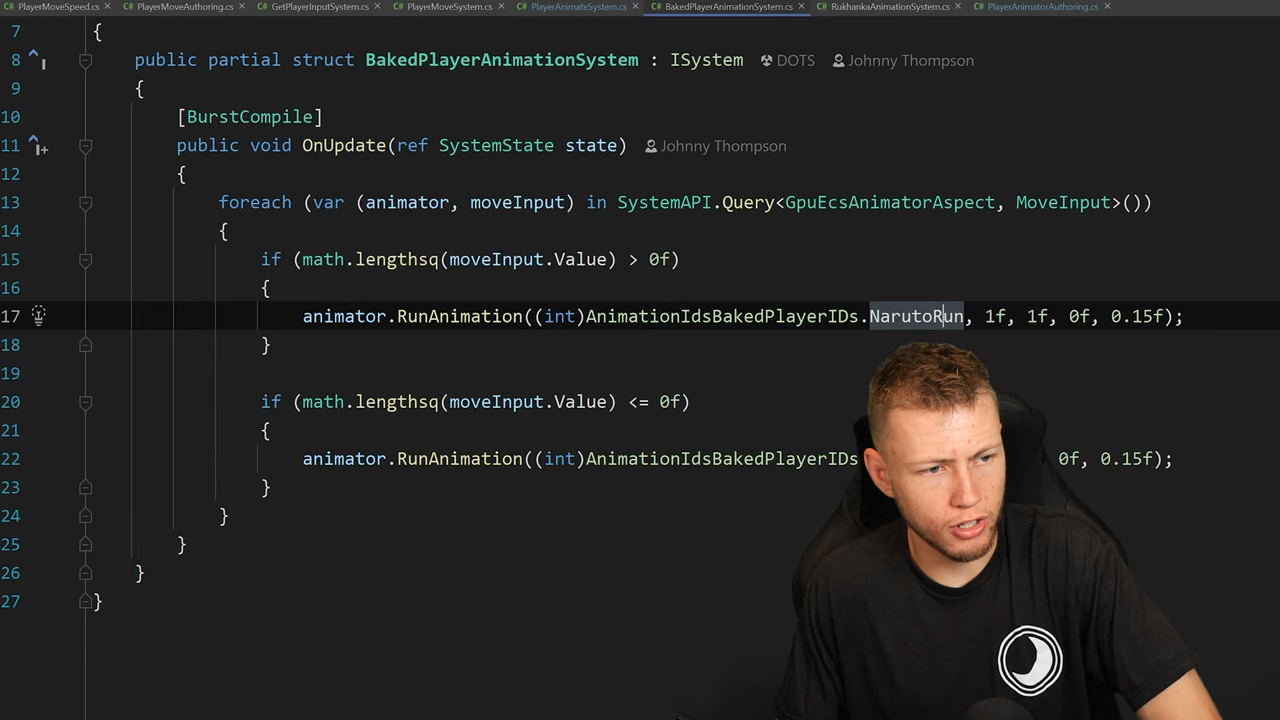 PlayerMoveSpeed.cs PlayerMoveAuthoring.cs GetPlayerInputSystem.cs PlayerMoveSystem.cs PlayerAnimateSystem.cs BakedPlayerAnimationSystem.cs RukhankaAnimationSystem.cs PlayerAnimatorAuthoring.cs
7 {
8 public partial struct BakedPlayerAnimationSystem : ISystem DOTS Johnny Thompson
9 {
10 [BurstCompile]
11 public void OnUpdate(ref SystemState state) Johnny Thompson
12 {
13 foreach (var (animator, moveInput) in SystemAPI.Query<GpuEcsAnimatorAspect, MoveInput>())
14 {
15 if (math.lengthsq(moveInput.Value) > 0f)
16 {
17 animator.RunAnimation((int)AnimationIdsBakedPlayerIDs.NarutoRun, 1f, 1f, 0f, 0.15f);
18 }
19
20 if (math.lengthsq(moveInput.Value) <= 0f)
21 {
22 animator.RunAnimation((int)AnimationIdsBakedPlayerIDs 0f, 0.15f);
23 }
24 }
25 }
26 }
27 }